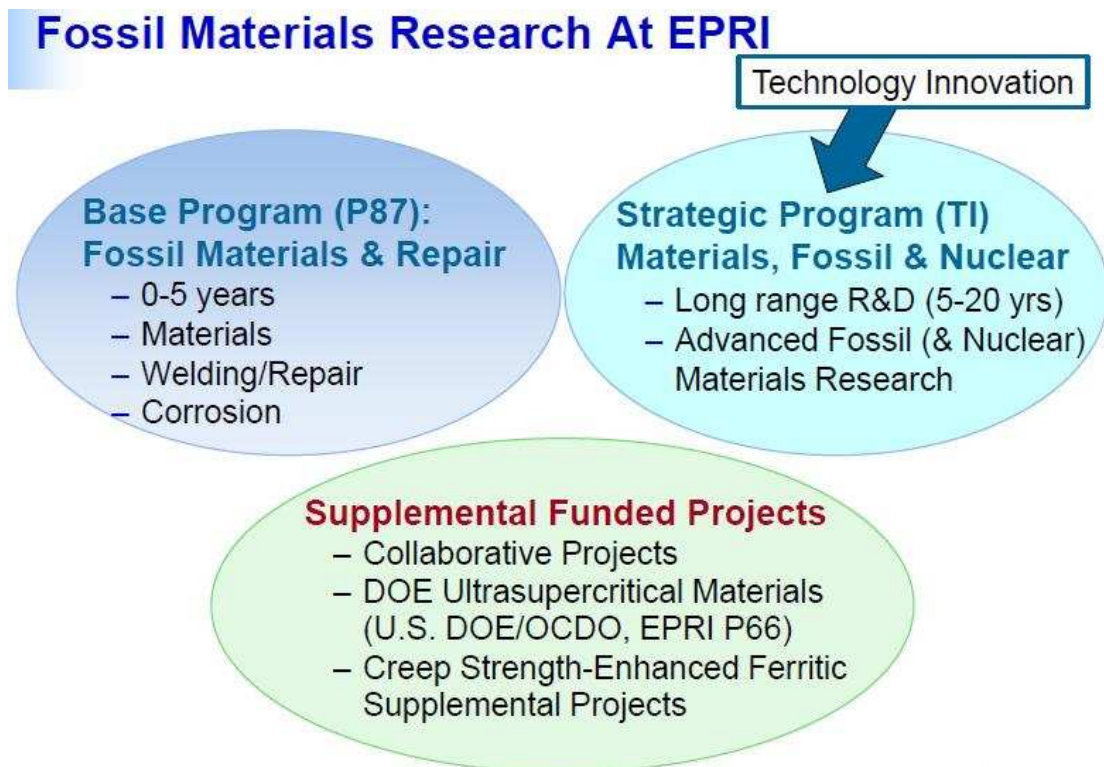 Fossil Materials Research At EPRI
Technology Innovation
Base Program (P87):
Fossil Materials & Repair
– 0-5 years
– Materials
– Welding/Repair
– Corrosion
Strategic Program (TI)
Materials, Fossil & Nuclear
– Long range R&D (5-20 yrs)
– Advanced Fossil (& Nuclear)
Materials Research
Supplemental Funded Projects
– Collaborative Projects
– DOE Ultrasupercritical Materials
(U.S. DOE/OCDO, EPRI P66)
– Creep Strength-Enhanced Ferritic
Supplemental Projects